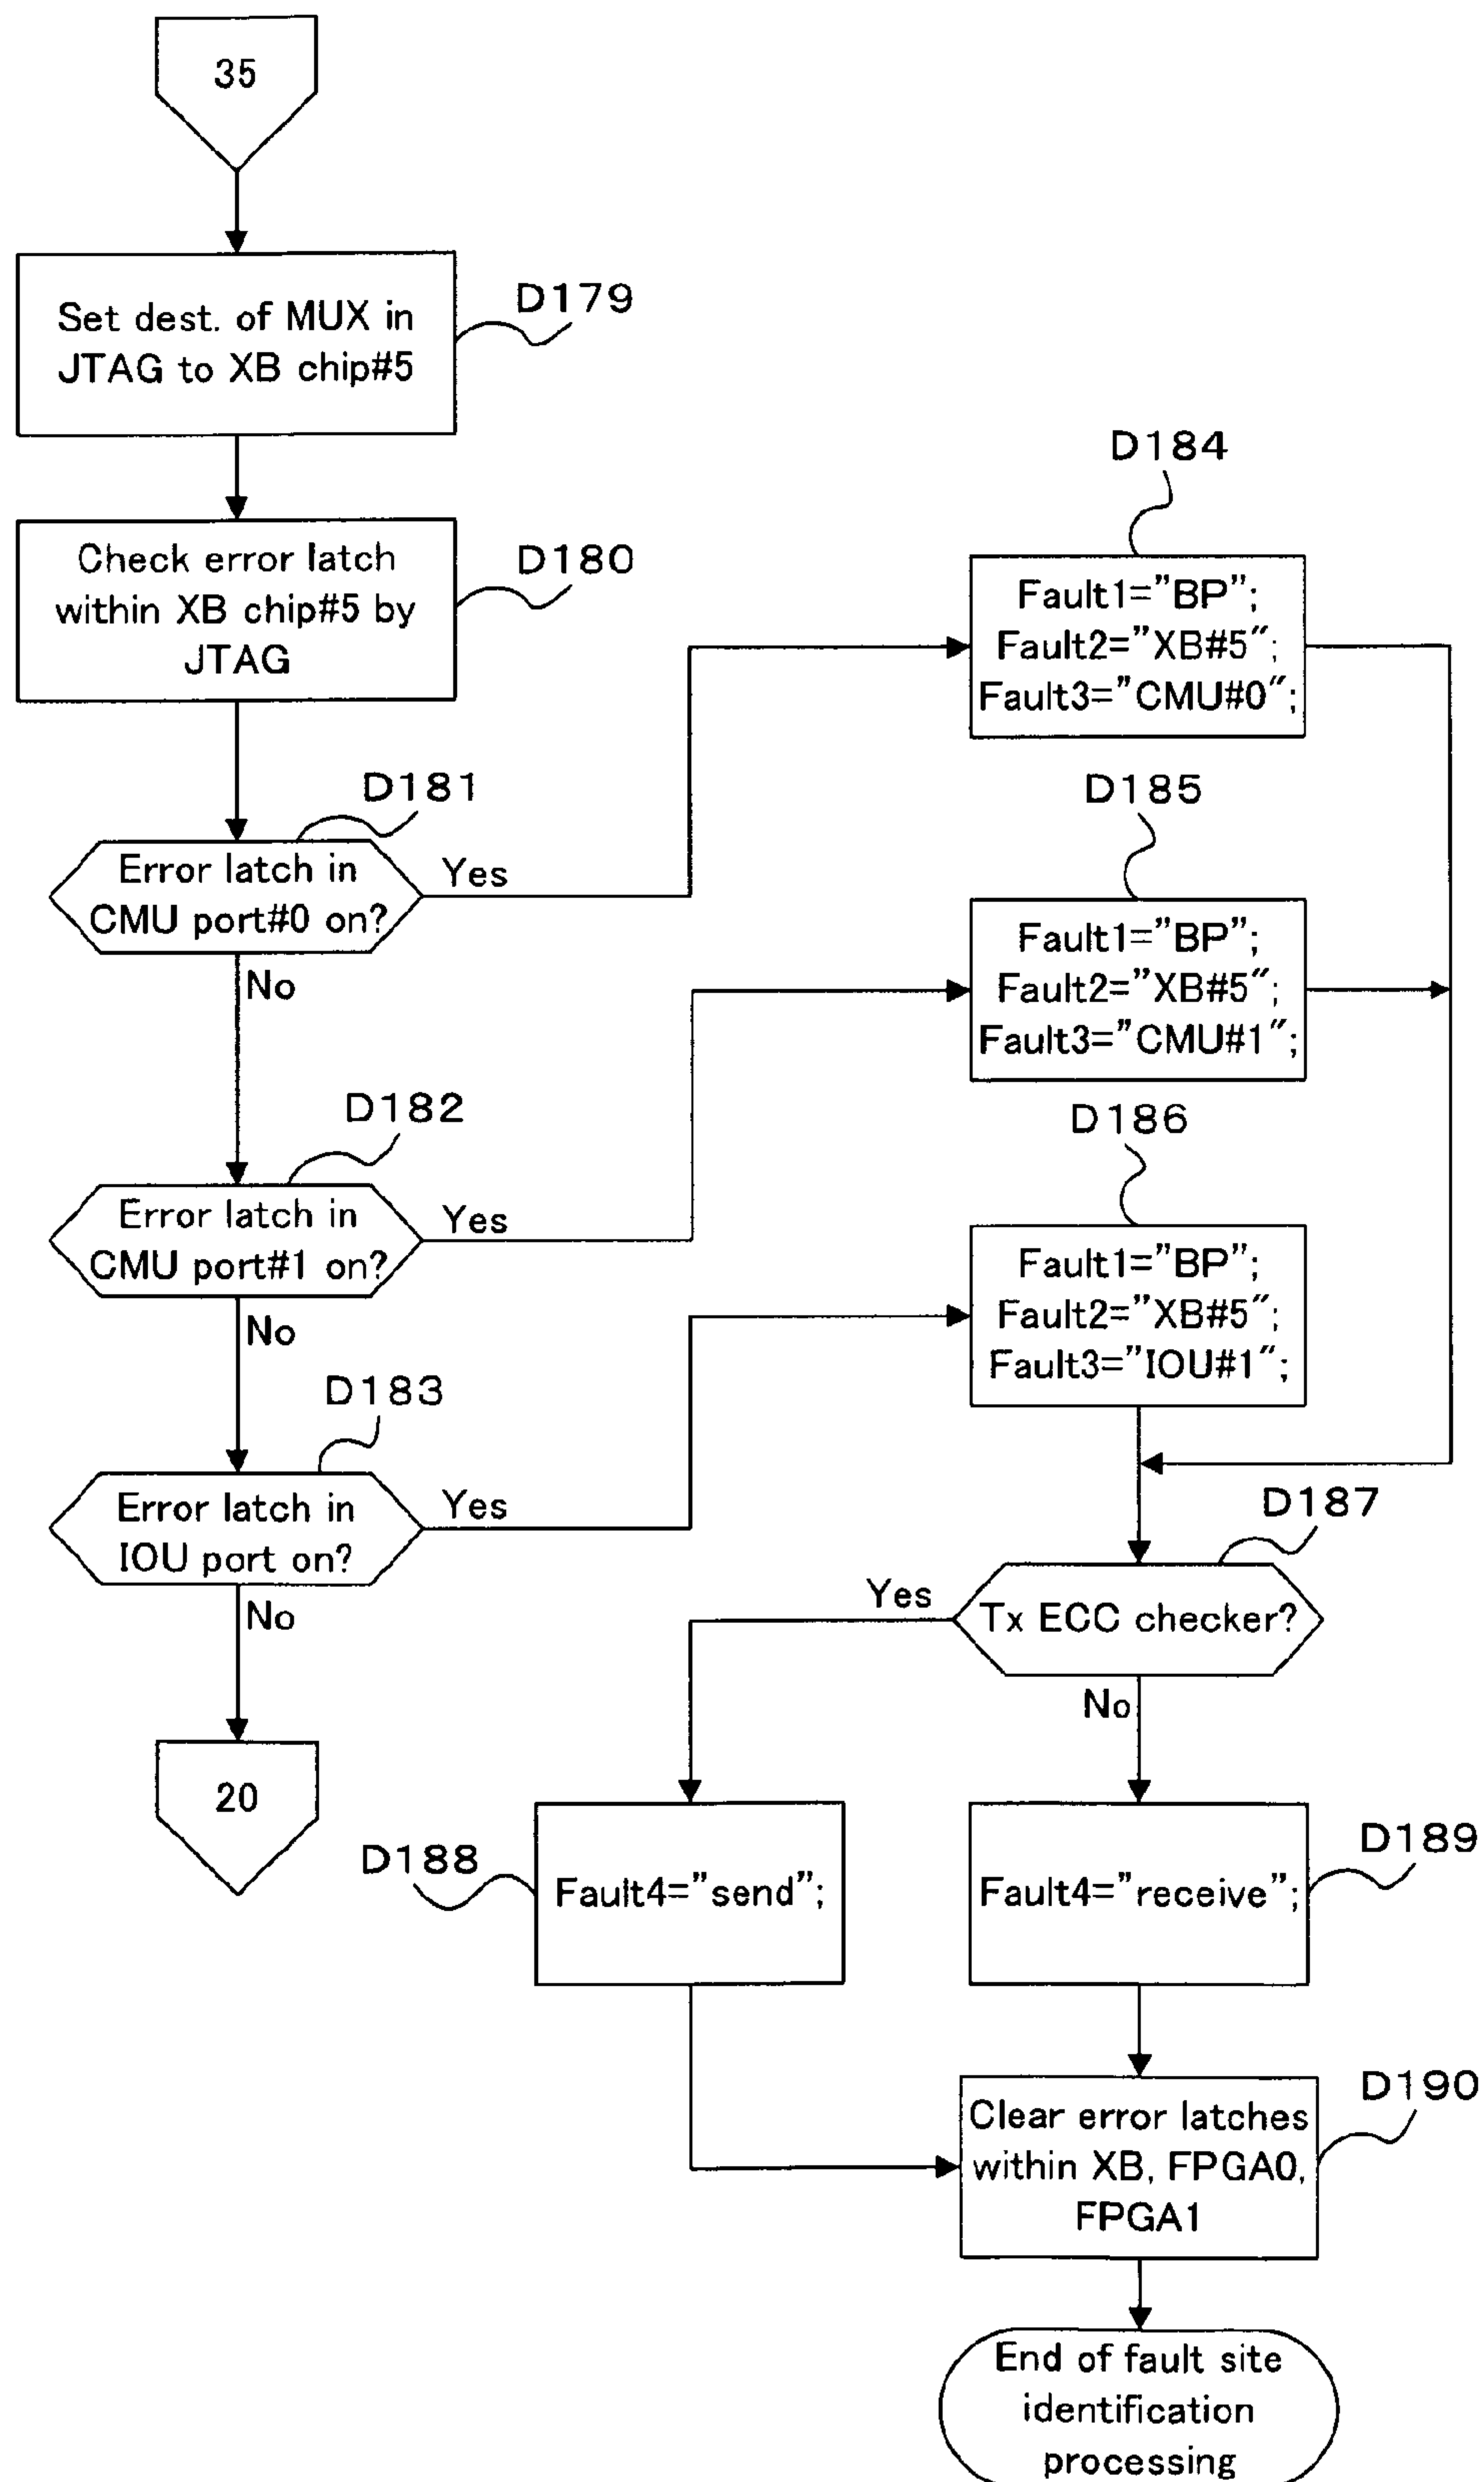 35
Set dest. of MUX in
JTAG to XB chip#5
D179
Check error latch
within XB chip#5 by
JTAG
D180
D181
Error latch in
CMU port#0 on?
Yes
No
D184
Fault1=”BP”;
Fault2=”XB#5″;
Fault3=”CMU#0″;
D182
Error latch in
CMU port#1 on?
Yes
No
D185
Fault1=”BP”;
Fault2=”XB#5″;
Fault3=”CMU#1″;
D183
Error latch in
IOU port on?
Yes
No
D186
Fault1=”BP”;
Fault2=”XB#5″;
Fault3=”IOU#1″;
20
D187
Tx ECC checker?
Yes
No
D188
Fault4=”send”;
D189
Fault4=”receive”;
D190
Clear error latches
within XB, FPGA0,
FPGA1
End of fault site
identification
processing